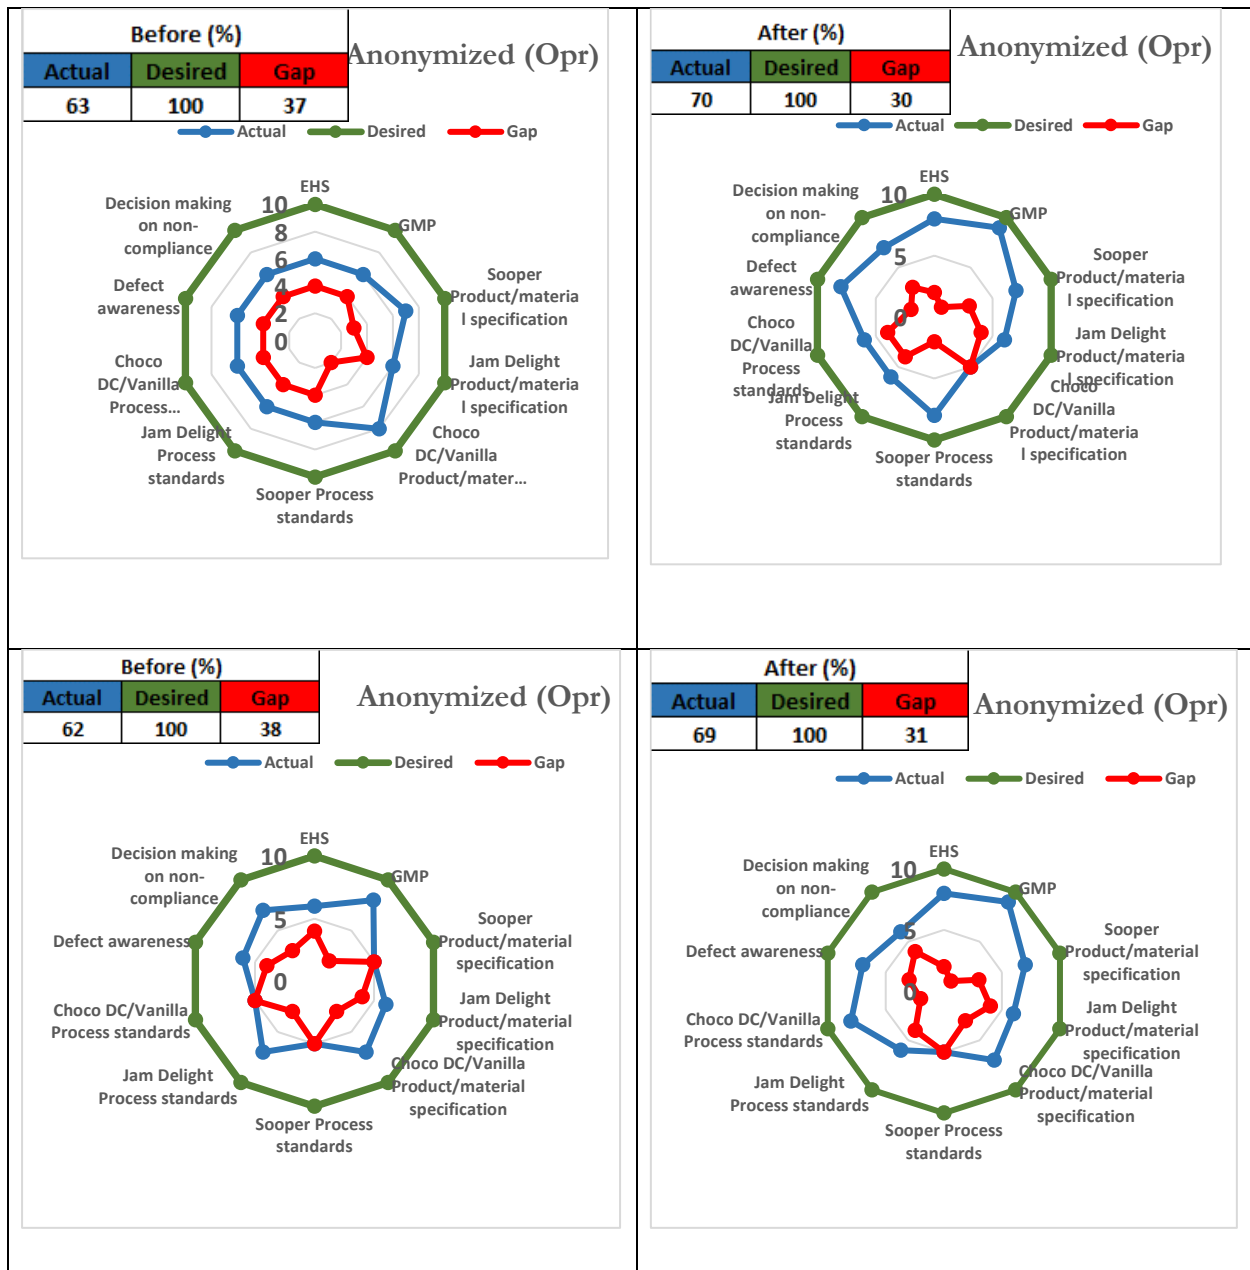 Before (%)
Actual Desired Gap
63 100 37
Anonymized (Opr)
Actual Desired Gap
EHS
GMP
Sooper
Product/materia
l specification
Jam Delight
Product/materia
l specification
Choco
DC/Vanilla
Product/mater...
Sooper Process
standards
Jam Delight
Process
standards
Choco
DC/Vanilla
Process...
Defect
awareness
Decision making
on non-
compliance
10
8
6
4
2
0
After (%)
Actual Desired Gap
70 100 30
Anonymized (Opr)
Actual Desired Gap
EHS
GMP
Sooper
Product/materia
l specification
Jam Delight
Product/materia
l specification
Choco
DC/Vanilla
Product/materia
l specification
Sooper Process
standards
Jam Delight
Process
standards
Choco
DC/Vanilla
Process
standards
Defect
awareness
Decision making
on non-
compliance
10
5
0
Before (%)
Actual Desired Gap
62 100 38
Anonymized (Opr)
Actual Desired Gap
EHS
GMP
Sooper
Product/material
specification
Jam Delight
Product/material
specification
Choco DC/Vanilla
Product/material
specification
Sooper Process
standards
Jam Delight
Process standards
Choco DC/Vanilla
Process standards
Defect awareness
Decision making
on non-
compliance
10
5
0
After (%)
Actual Desired Gap
69 100 31
Anonymized (Opr)
Actual Desired Gap
EHS
GMP
Sooper
Product/material
specification
Jam Delight
Product/material
specification
Choco DC/Vanilla
Product/material
specification
Sooper Process
standards
Jam Delight
Process standards
Choco DC/Vanilla
Process standards
Defect awareness
Decision making
on non-
compliance
10
5
0